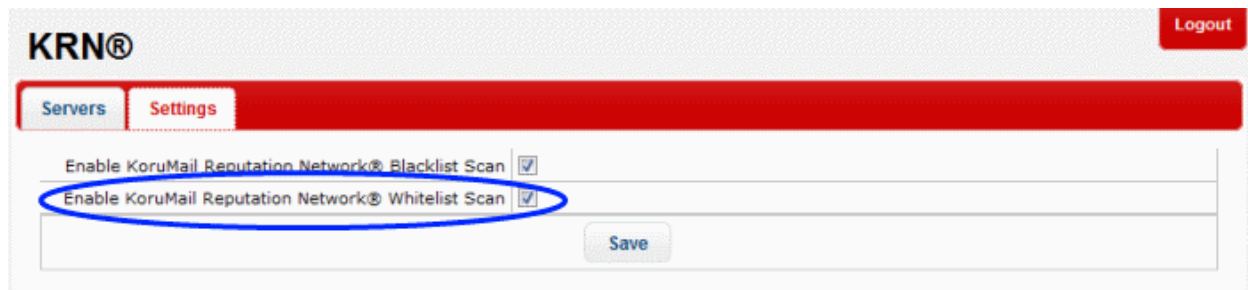 KRN®
Logout
Servers
Settings
Enable KoruMail Reputation Network® Blacklist Scan
Enable KoruMail Reputation Network® Whitelist Scan
Save